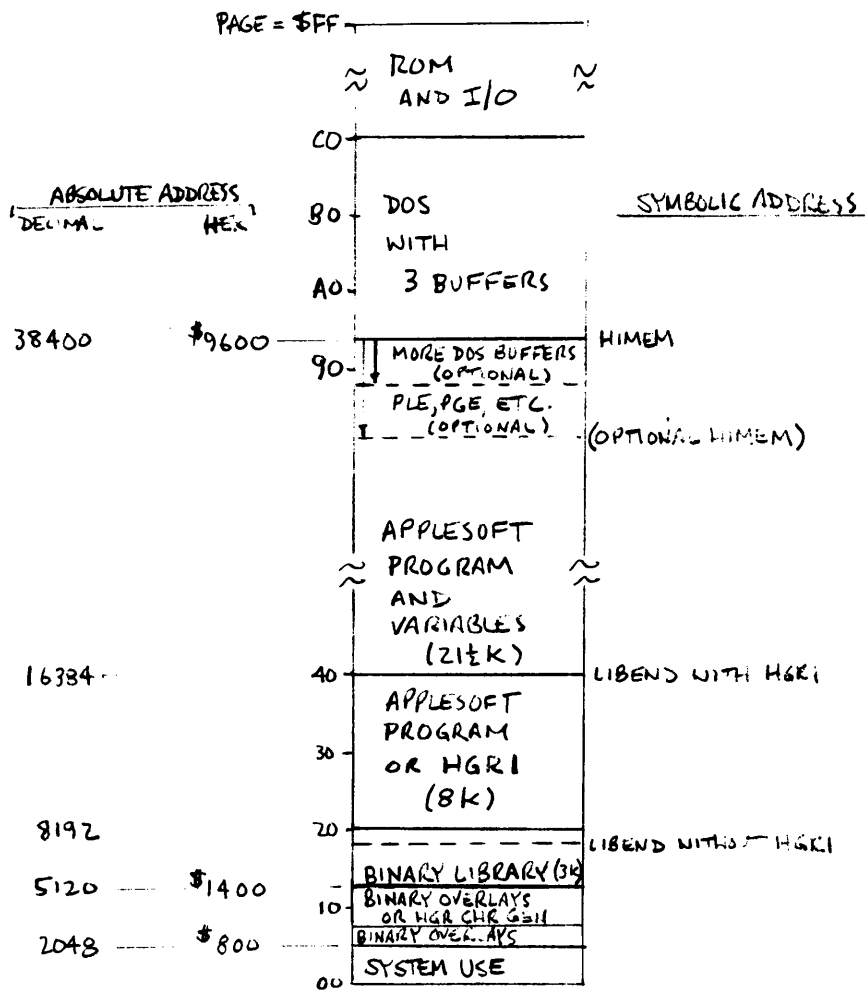 PAGE = $FF
ROM
AND I/O
C0
ABSOLUTE ADDRESS
DECIMAL HEX
B0
DOS
WITH
3 BUFFERS
SYMBOLIC ADDRESS
A0
38400 $9600
HIMEM
90
MORE DOS BUFFERS
(OPTIONAL)
PLE, PGE, ETC.
(OPTIONAL)
(OPTIONAL HIMEM)
APPLESOFT
PROGRAM
AND
VARIABLES
(21½K)
16384
40
LIBEND WITH HGR1
APPLESOFT
PROGRAM
OR HGR1
(8K)
30
8192
20
LIBEND WITHOUT HGR1
BINARY LIBRARY (3K)
5120 $1400
BINARY OVERLAYS
OR HGR CHR GEN
10
2048 $800
BINARY OVERLAYS
SYSTEM USE
00